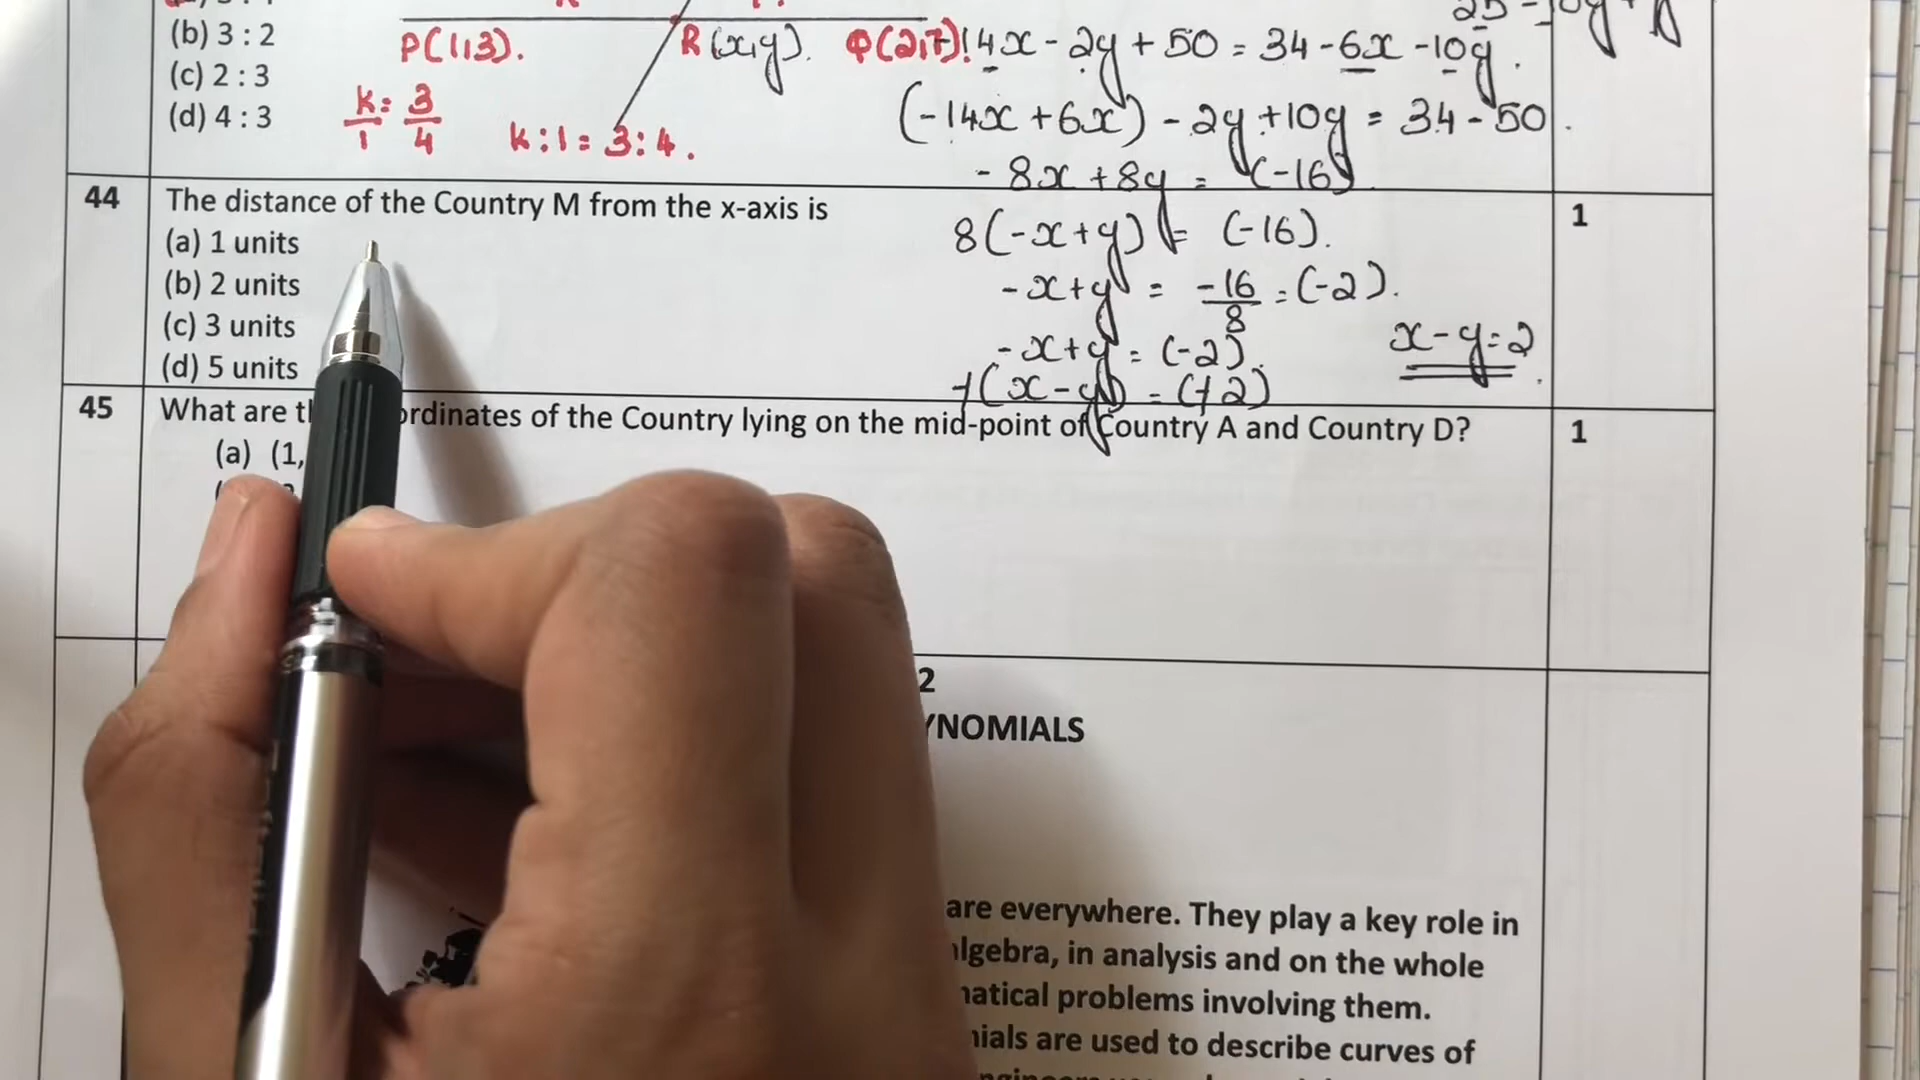 (b) 3 : 2
(c) 2 : 3
(d) 4 : 3
P(1,3).
R(x,y).
Q(2,7)
k/1 = 3/4
k:1 = 3:4.
14x - 2y + 50 = 34 - 6x - 10y.
(-14x + 6x) - 2y + 10y = 34 - 50.
- 8x + 8y = (-16)
44
The distance of the Country M from the x-axis is
1
(a) 1 units
(b) 2 units
(c) 3 units
(d) 5 units
8(-x+y) = (-16).
-x+y = -16/8 = (-2).
-x+y = (-2).
x-y=2
-1(x-y) = (+2)
45
What are ordinates of the Country lying on the mid-point of Country A and Country D?
1
(a) (1,
2
YNOMIALS
are everywhere. They play a key role in
lgebra, in analysis and on the whole
natical problems involving them.
nials are used to describe curves of